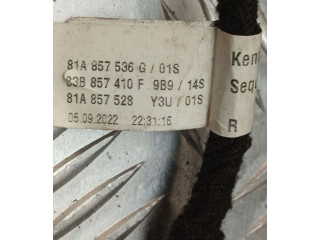 81A 857 536 G / 01S
83B 857 410 F 9B9 / 14S
81A 857 528 Y3U / 01S
05.09.2022 22:31:16
Ken
Sequ
R